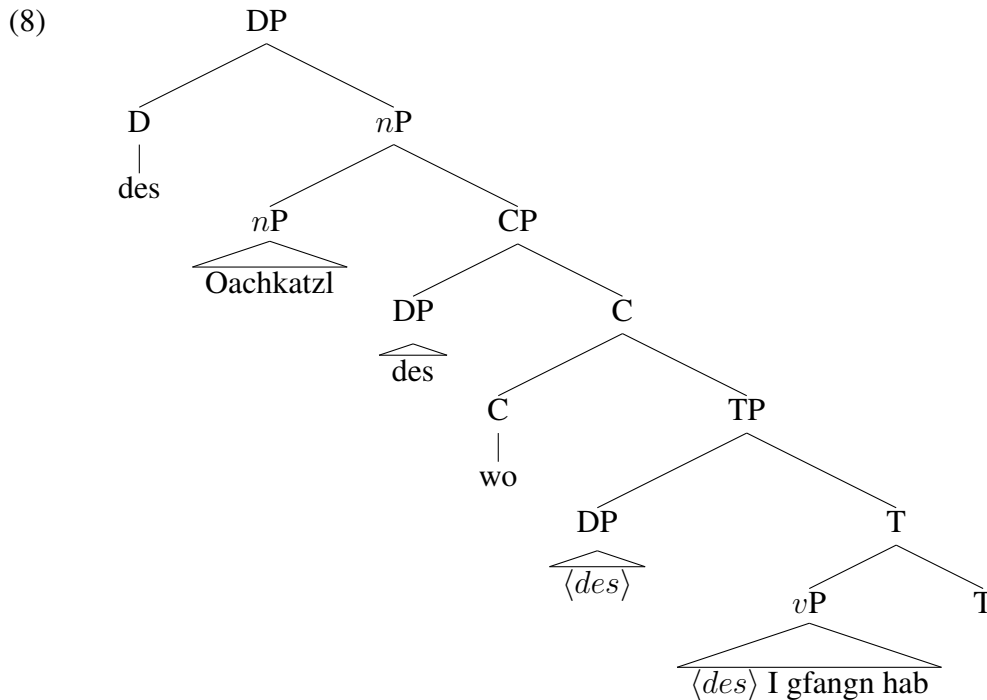 (8) DP
D nP
des
nP CP
Oachkatzl
DP C
des
C TP
wo
DP T
⟨des⟩
vP T
⟨des⟩ I gfangn hab